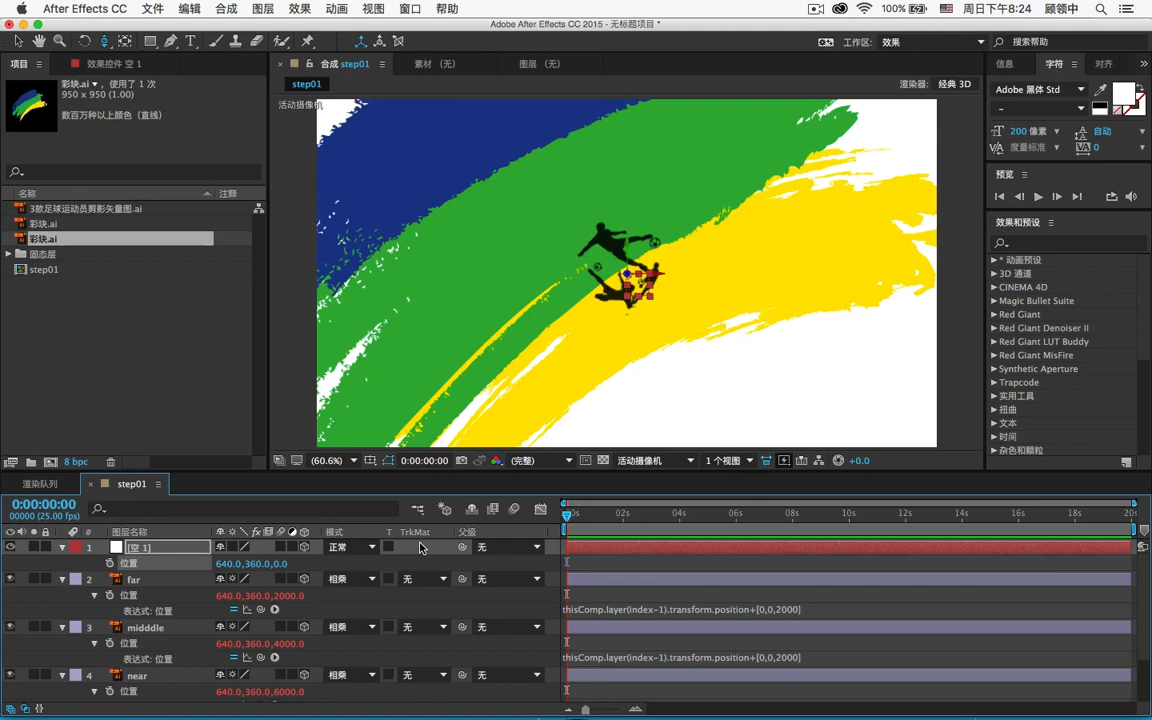 After Effects CC 文件 编辑 合成 图层 效果 动画 视图 窗口 帮助 100% 周日下午8:24 顾领中
Adobe After Effects CC 2015 - 无标题项目 *
工作区: 效果 搜索帮助
项目 效果控件 空 1 合成 step01 素材 (无) 图层 (无) 信息 字符 对齐
彩块.ai▼ , 使用了 1 次
950 x 950 (1.00)
数百万种以上颜色 (直线)
step01 渲染器: 经典 3D
活动摄像机
Adobe 黑体 Std
-
200 像素 自动
度量标准 0
预览
名称 注释
3款足球运动员剪影矢量图.ai
彩块.ai
彩块.ai
固态层
step01
效果和预设
* 动画预设
3D 通道
CINEMA 4D
Magic Bullet Suite
Red Giant
Red Giant Denoiser II
Red Giant LUT Buddy
Red Giant MisFire
Synthetic Aperture
Trapcode
实用工具
扭曲
文本
时间
杂色和颗粒
8 bpc (60.6%) 0:00:00:00 (完整) 活动摄像机 1 个视图 +0.0
渲染队列 step01
0:00:00:00
00000 (25.00 fps)
0s 02s 04s 06s 08s 10s 12s 14s 16s 18s 20s
# 图层名称 模式 T TrkMat 父级
1 [空 1] 正常 无
位置 640.0,360.0,0.0
2 far 相乘 无 无
位置 640.0,360.0,2000.0
表达式: 位置 thisComp.layer(index-1).transform.position+[0,0,2000]
3 midddle 相乘 无 无
位置 640.0,360.0,4000.0
表达式: 位置 thisComp.layer(index-1).transform.position+[0,0,2000]
4 near 相乘 无 无
位置 640.0,360.0,6000.0